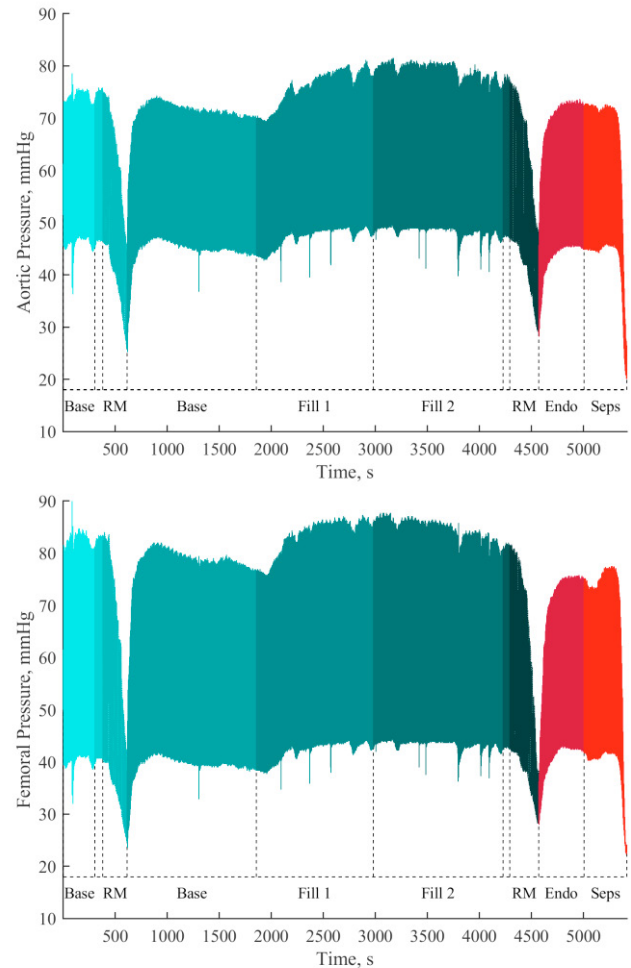 Aortic Pressure, mmHg
90
80
70
60
50
40
30
20
10
Base RM Base Fill 1 Fill 2 RM Endo Seps
500 1000 1500 2000 2500 3000 3500 4000 4500 5000
Time, s
Femoral Pressure, mmHg
90
80
70
60
50
40
30
20
10
Base RM Base Fill 1 Fill 2 RM Endo Seps
500 1000 1500 2000 2500 3000 3500 4000 4500 5000
Time, s